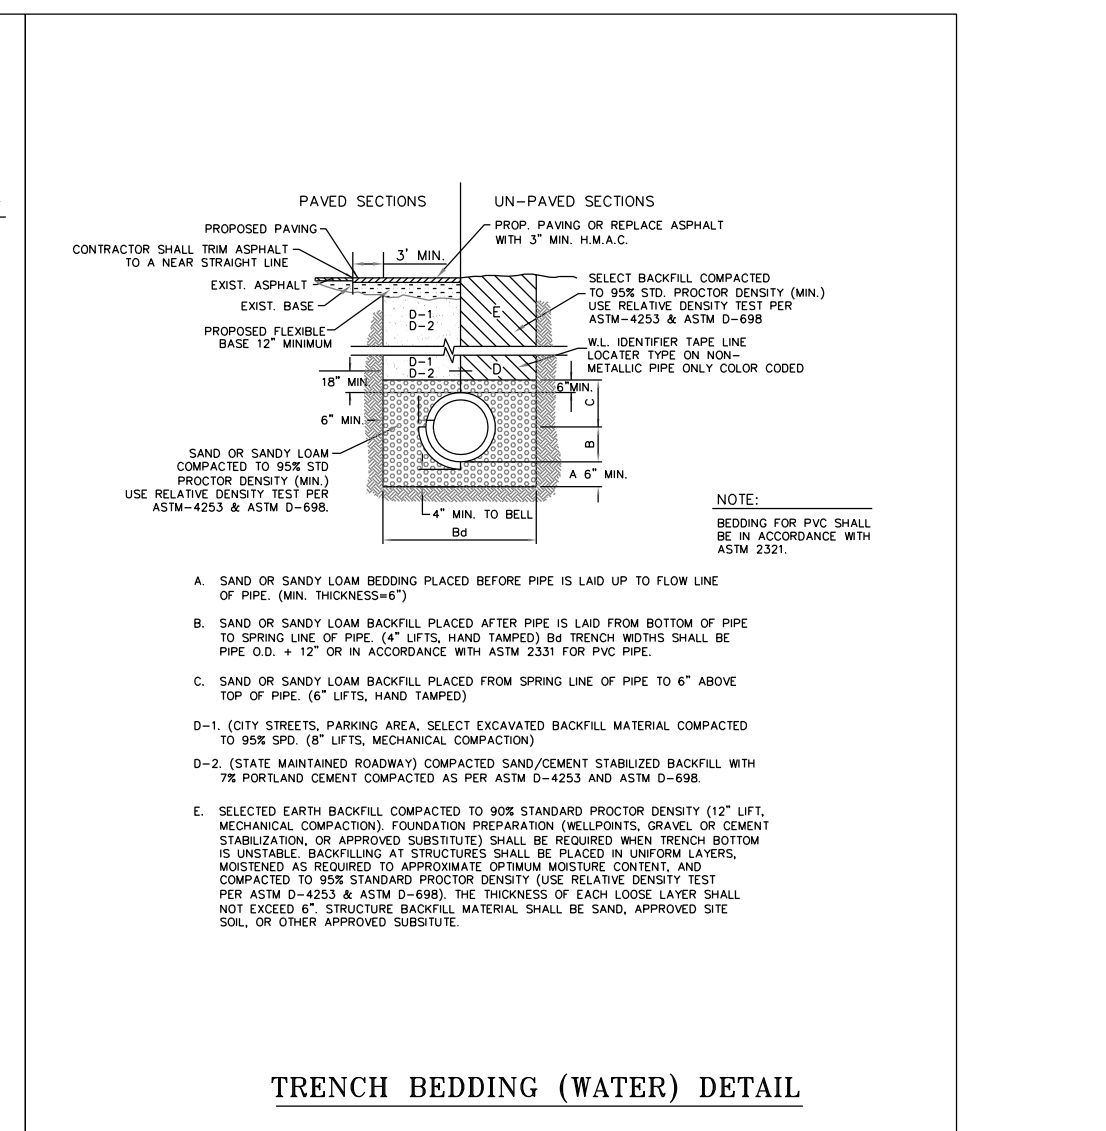 PAVED SECTIONS
UN-PAVED SECTIONS
PROPOSED PAVING
CONTRACTOR SHALL TRIM ASPHALT
TO A NEAR STRAIGHT LINE
3' MIN.
EXIST. ASPHALT
EXIST. BASE
PROPOSED FLEXIBLE
BASE 12" MINIMUM
PROP. PAVING OR REPLACE ASPHALT
WITH 3" MIN. H.M.A.C.
SELECT BACKFILL COMPACTED
TO 95% STD. PROCTOR DENSITY (MIN.)
USE RELATIVE DENSITY TEST PER
ASTM-4253 & ASTM D-698
W.L. IDENTIFIER TAPE LINE
LOCATER TYPE ON NON-
METALLIC PIPE ONLY COLOR CODED
D-1
D-2
E
D-1
D-2
D
18" MIN.
6"MIN.
C
6" MIN.
B
A 6" MIN.
SAND OR SANDY LOAM
COMPACTED TO 95% STD
PROCTOR DENSITY (MIN.)
USE RELATIVE DENSITY TEST PER
ASTM-4253 & ASTM D-698.
4" MIN. TO BELL
Bd
NOTE:
BEDDING FOR PVC SHALL
BE IN ACCORDANCE WITH
ASTM 2321.
A. SAND OR SANDY LOAM BEDDING PLACED BEFORE PIPE IS LAID UP TO FLOW LINE
OF PIPE. (MIN. THICKNESS=6")
B. SAND OR SANDY LOAM BACKFILL PLACED AFTER PIPE IS LAID FROM BOTTOM OF PIPE
TO SPRING LINE OF PIPE. (4" LIFTS, HAND TAMPED) Bd TRENCH WIDTHS SHALL BE
PIPE O.D. + 12" OR IN ACCORDANCE WITH ASTM 2331 FOR PVC PIPE.
C. SAND OR SANDY LOAM BACKFILL PLACED FROM SPRING LINE OF PIPE TO 6" ABOVE
TOP OF PIPE. (6" LIFTS, HAND TAMPED)
D-1. (CITY STREETS, PARKING AREA, SELECT EXCAVATED BACKFILL MATERIAL COMPACTED
TO 95% SPD. (8" LIFTS, MECHANICAL COMPACTION)
D-2. (STATE MAINTAINED ROADWAY) COMPACTED SAND/CEMENT STABILIZED BACKFILL WITH
7% PORTLAND CEMENT COMPACTED AS PER ASTM D-4253 AND ASTM D-698.
E. SELECTED EARTH BACKFILL COMPACTED TO 90% STANDARD PROCTOR DENSITY (12" LIFT,
MECHANICAL COMPACTION). FOUNDATION PREPARATION (WELLPOINTS, GRAVEL OR CEMENT
STABILIZATION, OR APPROVED SUBSTITUTE) SHALL BE REQUIRED WHEN TRENCH BOTTOM
IS UNSTABLE. BACKFILLING AT STRUCTURES SHALL BE PLACED IN UNIFORM LAYERS,
MOISTENED AS REQUIRED TO APPROXIMATE OPTIMUM MOISTURE CONTENT, AND
COMPACTED TO 95% STANDARD PROCTOR DENSITY (USE RELATIVE DENSITY TEST
PER ASTM D-4253 & ASTM D-698). THE THICKNESS OF EACH LOOSE LAYER SHALL
NOT EXCEED 6". STRUCTURE BACKFILL MATERIAL SHALL BE SAND, APPROVED SITE
SOIL, OR OTHER APPROVED SUBSITUTE.
TRENCH BEDDING (WATER) DETAIL